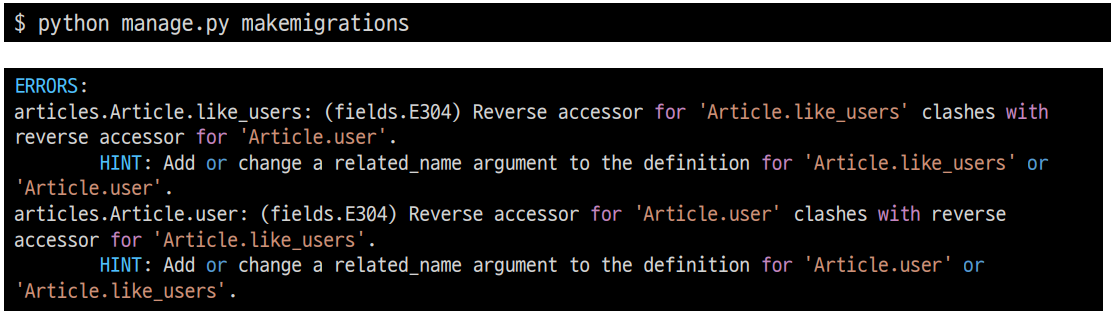 $ python manage.py makemigrations
ERRORS:
articles.Article.like_users: (fields.E304) Reverse accessor for 'Article.like_users' clashes with
reverse accessor for 'Article.user'.
HINT: Add or change a related_name argument to the definition for 'Article.like_users' or
'Article.user'.
articles.Article.user: (fields.E304) Reverse accessor for 'Article.user' clashes with reverse
accessor for 'Article.like_users'.
HINT: Add or change a related_name argument to the definition for 'Article.user' or
'Article.like_users'.